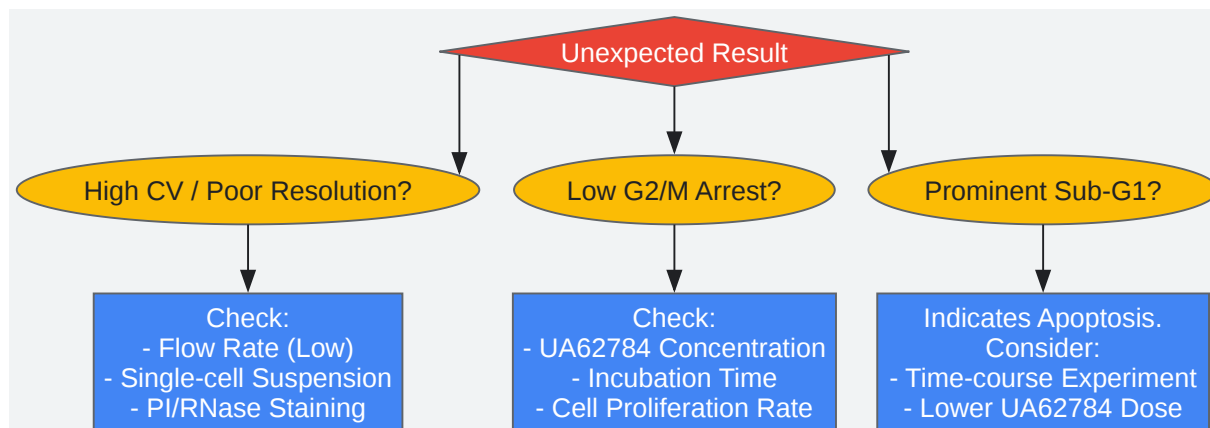 Unexpected Result
High CV / Poor Resolution?
Low G2/M Arrest?
Prominent Sub-G1?
Check:
- Flow Rate (Low)
- Single-cell Suspension
- PI/RNase Staining
Check:
- UA62784 Concentration
- Incubation Time
- Cell Proliferation Rate
Indicates Apoptosis.
Consider:
- Time-course Experiment
- Lower UA62784 Dose